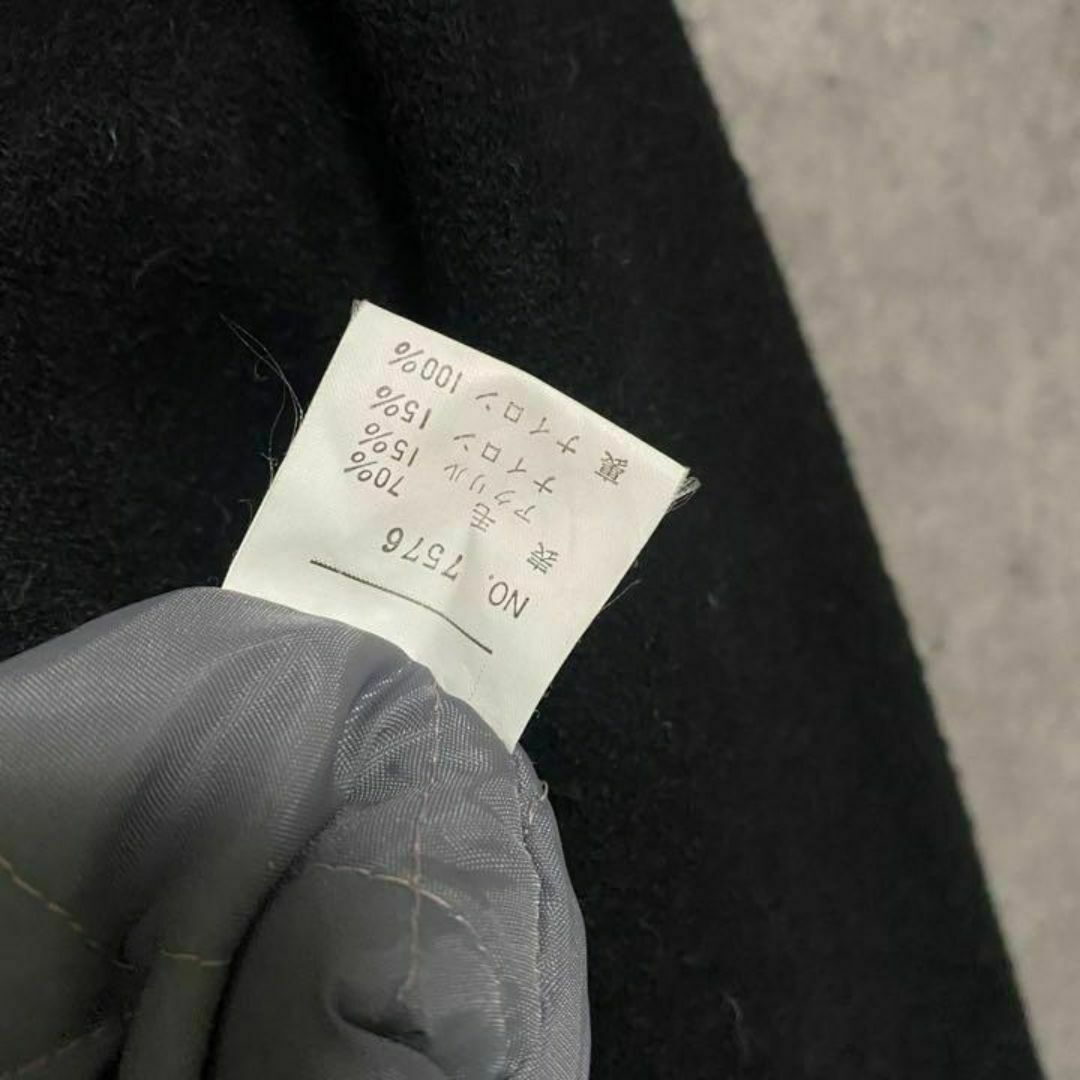 NO. 7576
表 毛 70%
アクリル 15%
ナイロン 15%
裏 ナイロン 100%